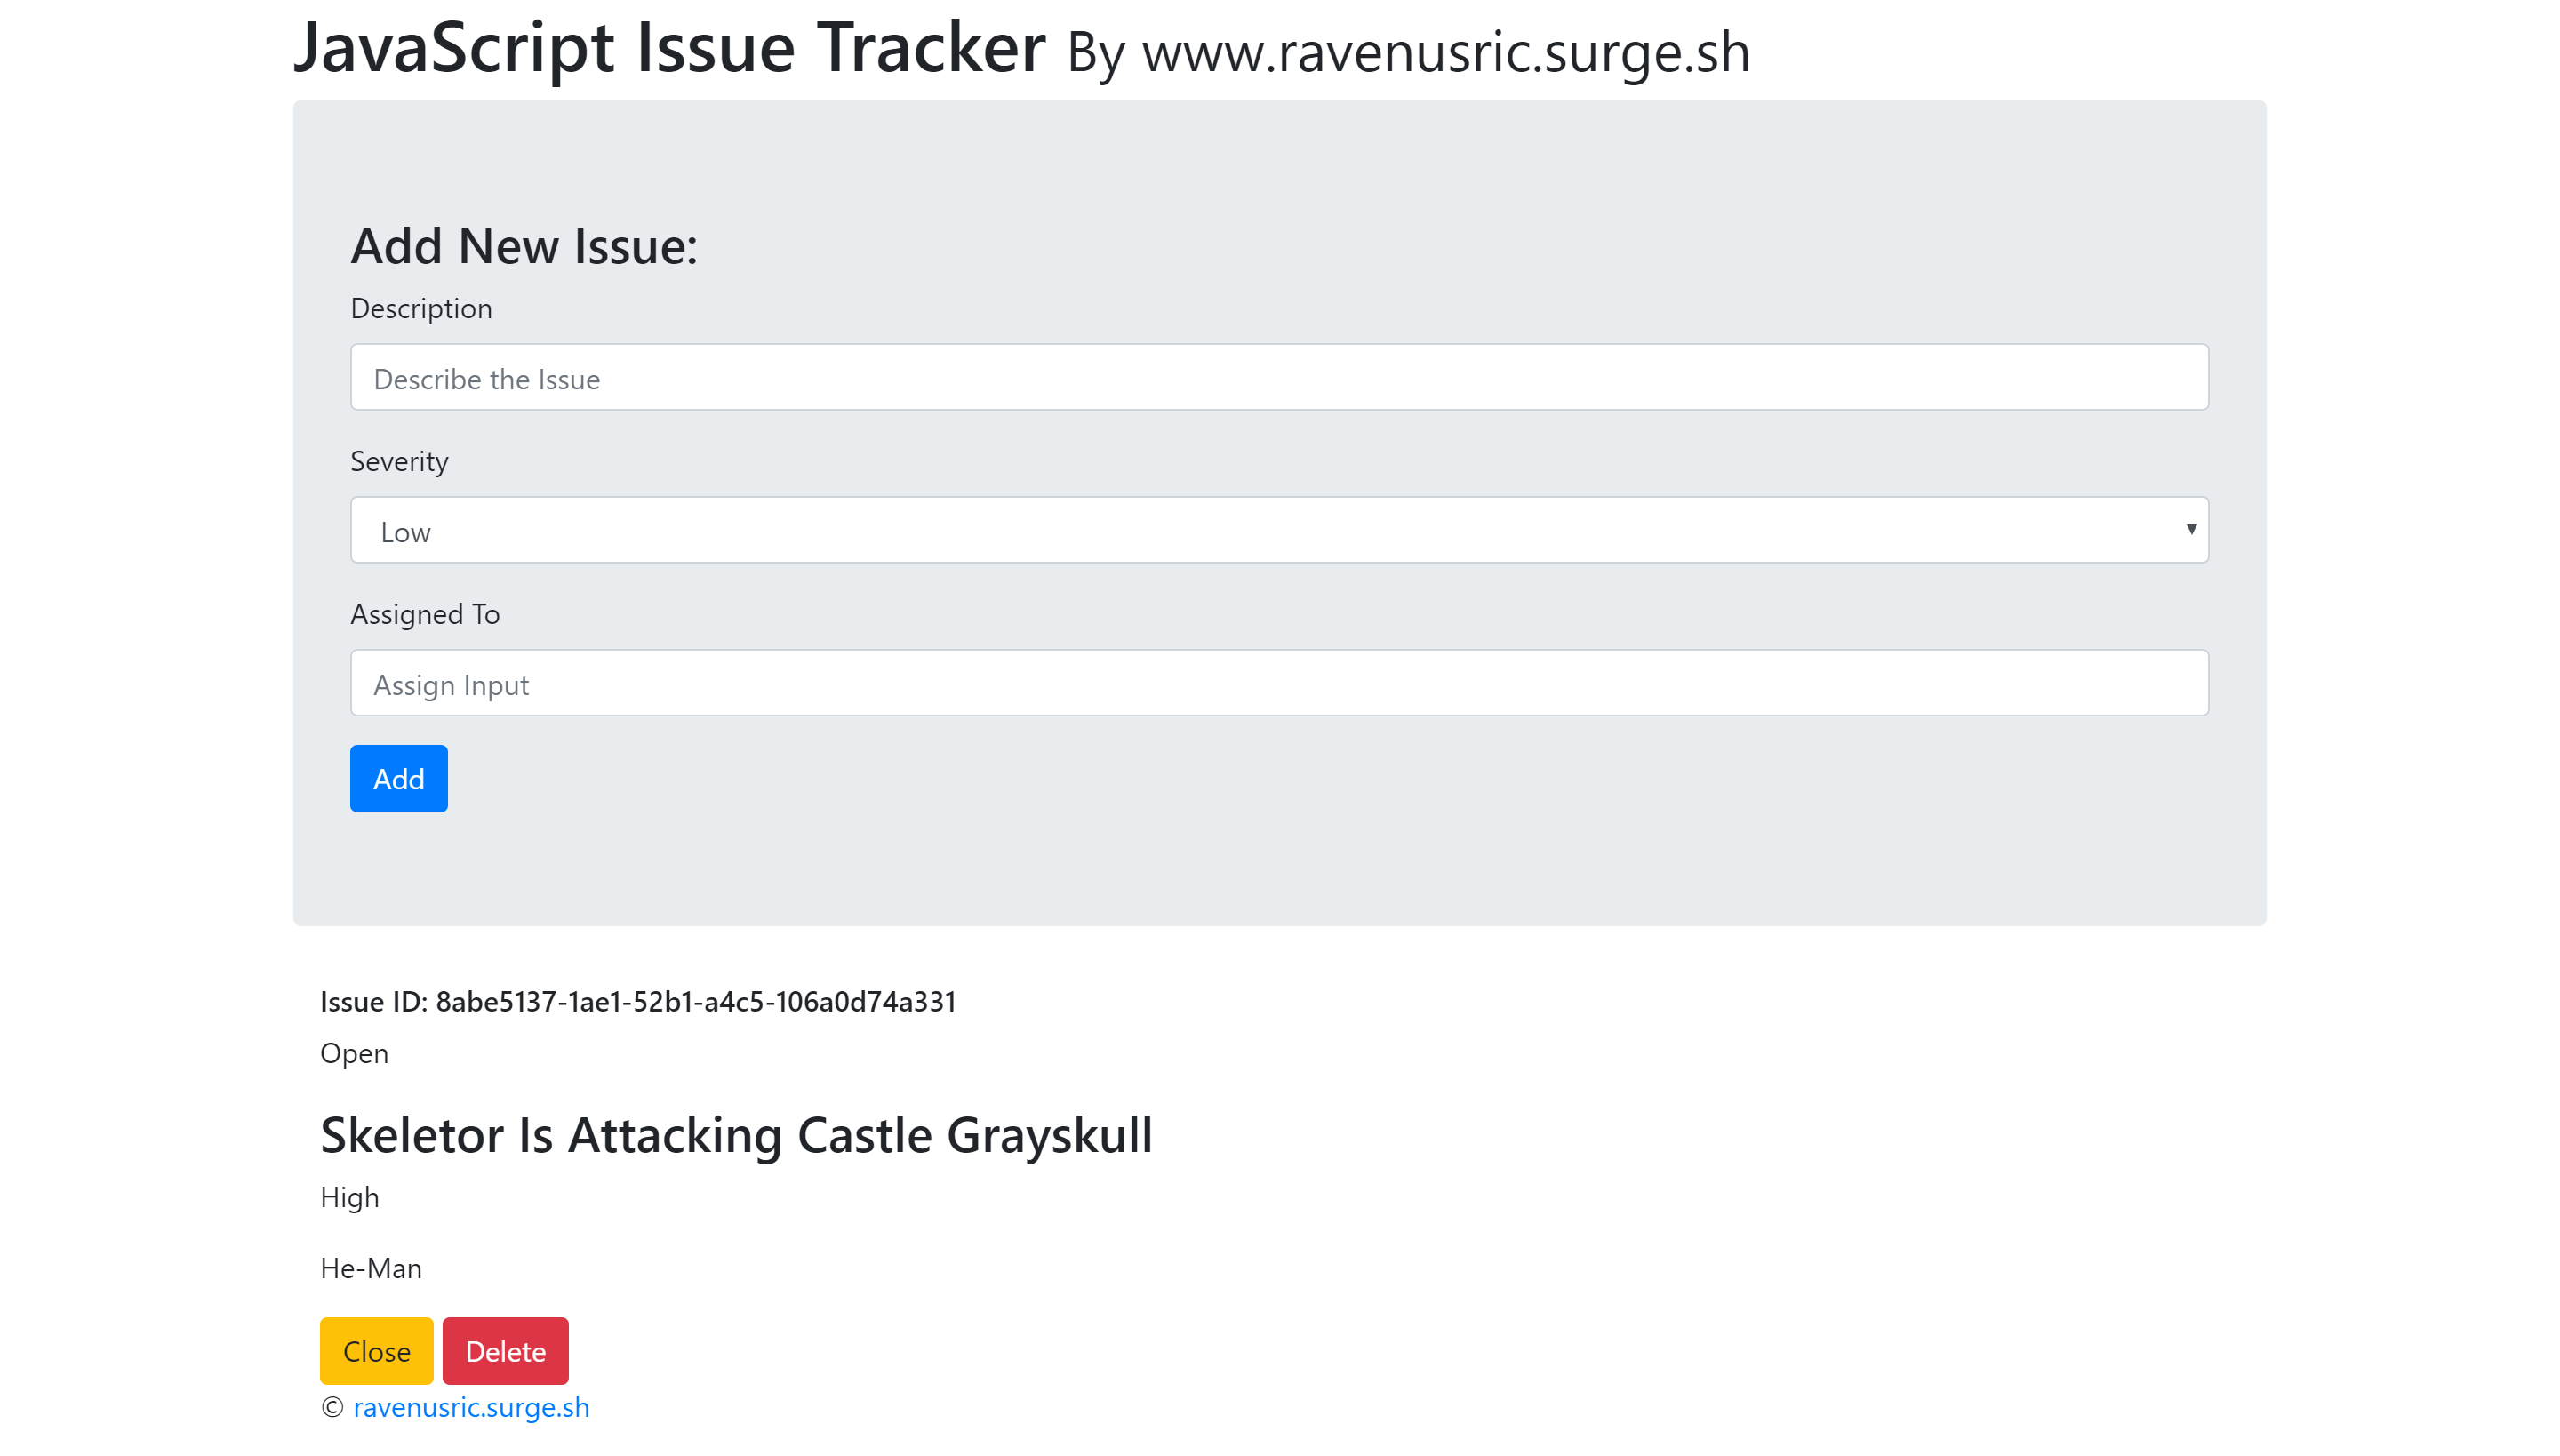 JavaScript Issue Tracker By www.ravenusric.surge.sh
Add New Issue:
Description
Describe the Issue
Severity
Low
Assigned To
Assign Input
Add
Issue ID: 8abe5137-1ae1-52b1-a4c5-106a0d74a331
Open
Skeletor Is Attacking Castle Grayskull
High
He-Man
Close Delete
© ravenusric.surge.sh